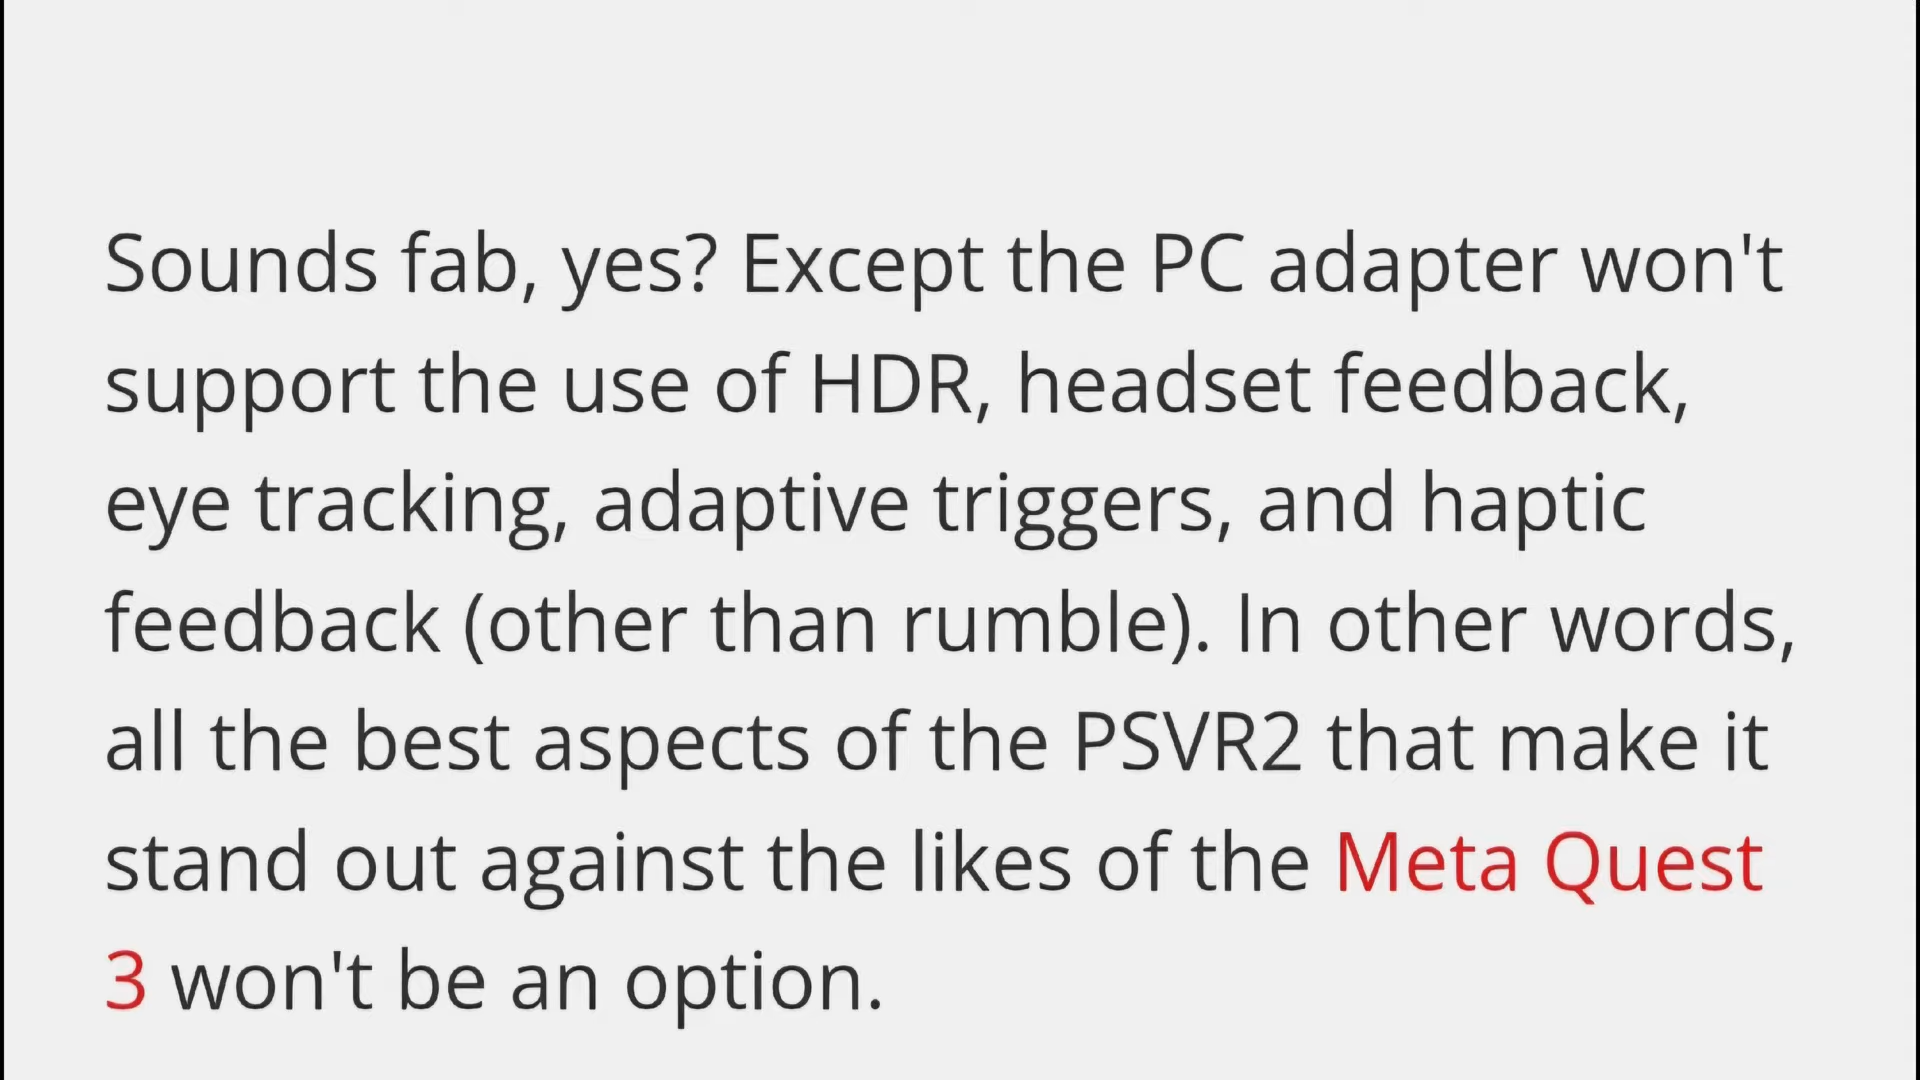 Sounds fab, yes? Except the PC adapter won't
support the use of HDR, headset feedback,
eye tracking, adaptive triggers, and haptic
feedback (other than rumble). In other words,
all the best aspects of the PSVR2 that make it
stand out against the likes of the Meta Quest
3 won't be an option.